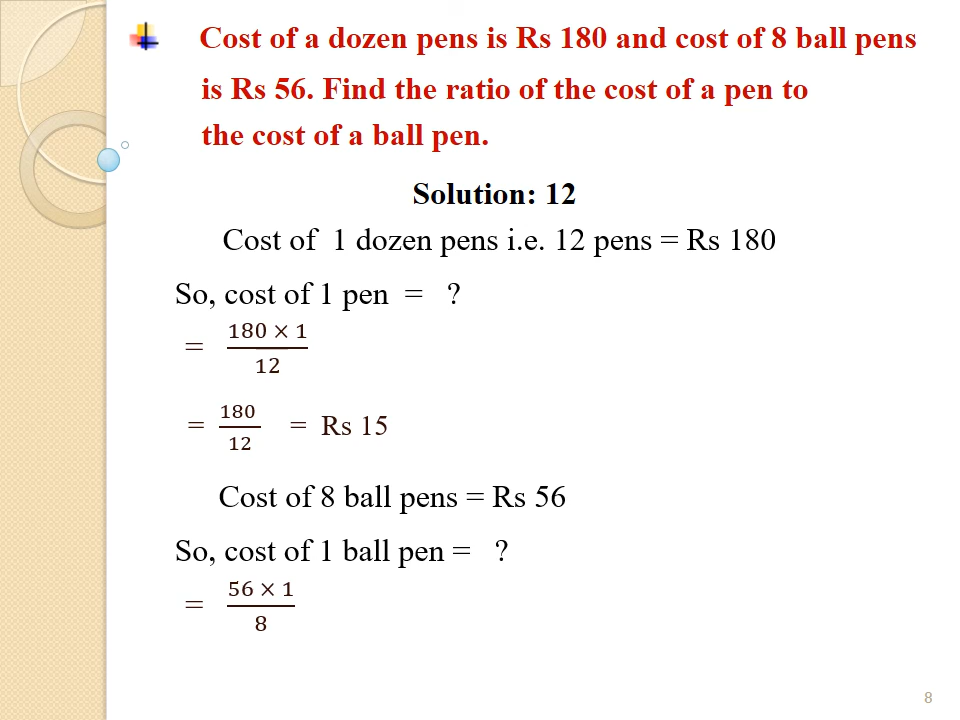 Cost of a dozen pens is Rs 180 and cost of 8 ball pens
is Rs 56. Find the ratio of the cost of a pen to
the cost of a ball pen.
Solution: 12
Cost of 1 dozen pens i.e. 12 pens = Rs 180
So, cost of 1 pen = ?
= \frac{180 × 1}{12}
= \frac{180}{12} = Rs 15
Cost of 8 ball pens = Rs 56
So, cost of 1 ball pen = ?
= \frac{56 × 1}{8}
8